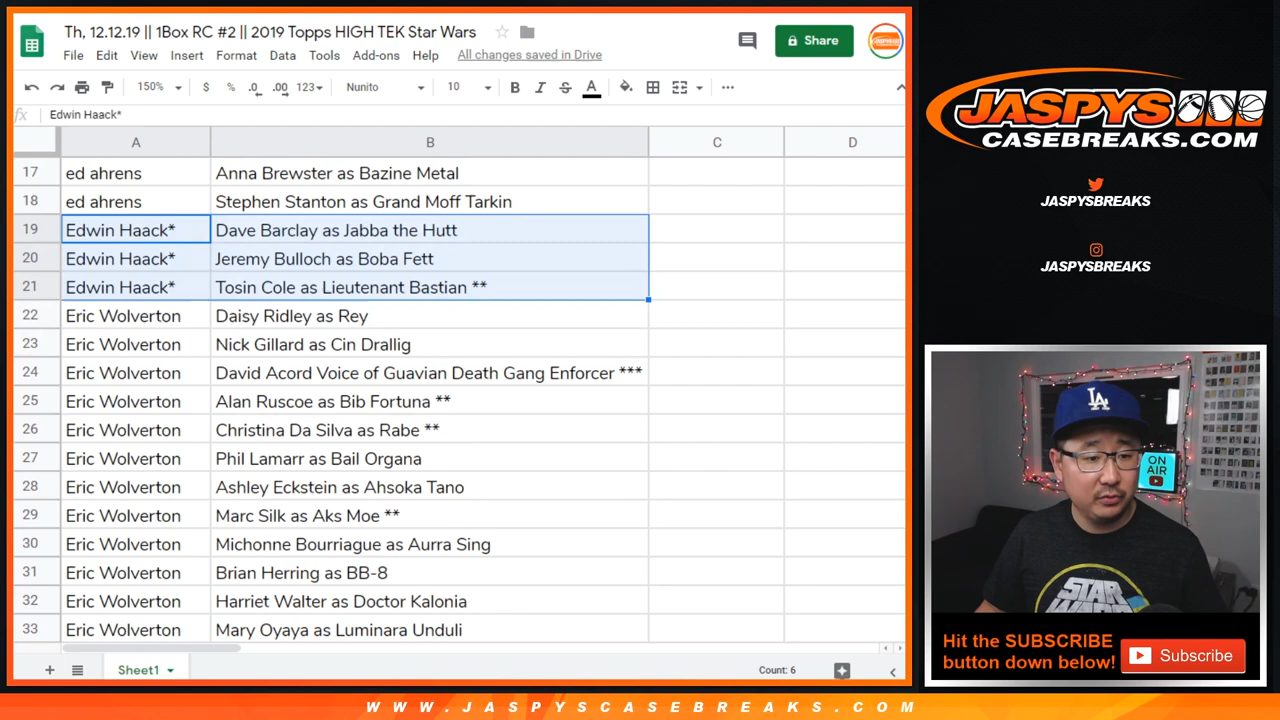 Th, 12.12.19 || 1Box RC #2 || 2019 Topps HIGH TEK Star Wars
Share
File Edit View Insert Format Data Tools Add-ons Help All changes saved in Drive
150% $ % .0 .00 123 Nunito 10 B I S A
fx Edwin Haack*
A B C D
17 ed ahrens Anna Brewster as Bazine Metal
18 ed ahrens Stephen Stanton as Grand Moff Tarkin
19 Edwin Haack* Dave Barclay as Jabba the Hutt
20 Edwin Haack* Jeremy Bulloch as Boba Fett
21 Edwin Haack* Tosin Cole as Lieutenant Bastian **
22 Eric Wolverton Daisy Ridley as Rey
23 Eric Wolverton Nick Gillard as Cin Drallig
24 Eric Wolverton David Acord Voice of Guavian Death Gang Enforcer ***
25 Eric Wolverton Alan Ruscoe as Bib Fortuna **
26 Eric Wolverton Christina Da Silva as Rabe **
27 Eric Wolverton Phil Lamarr as Bail Organa
28 Eric Wolverton Ashley Eckstein as Ahsoka Tano
29 Eric Wolverton Marc Silk as Aks Moe **
30 Eric Wolverton Michonne Bourriague as Aurra Sing
31 Eric Wolverton Brian Herring as BB-8
32 Eric Wolverton Harriet Walter as Doctor Kalonia
33 Eric Wolverton Mary Oyaya as Luminara Unduli
Sheet1
Count: 6
JASPYS
CASEBREAKS.COM
JASPYSBREAKS
JASPYSBREAKS
LA
ON
AIR
STAR
WARS
Hit the SUBSCRIBE
button down below!
Subscribe
WWW.JASPYSCASEBREAKS.COM